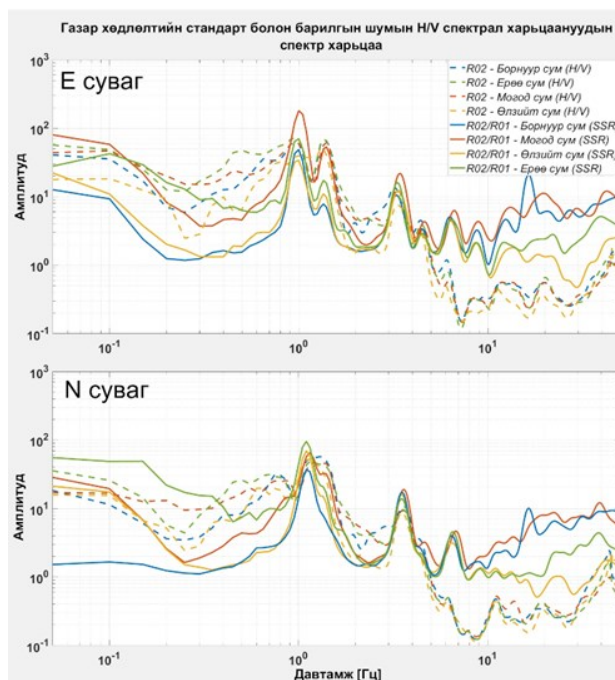 Газар хөдлөлтийн стандарт болон барилгын шумын H/V спектрал харьцаануудын
спектр харьцаа
E суваг
R02 - Борнуур сум (H/V)
R02 - Ерөө сум (H/V)
R02 - Могод сум (H/V)
R02 - Өлзийт сум (H/V)
R02/R01 - Борнуур сум (SSR)
R02/R01 - Могод сум (SSR)
R02/R01 - Өлзийт сум (SSR)
R02/R01 - Ерөө сум (SSR)
Амплитуд
10³
10²
10¹
10⁰
10⁻¹
10⁻¹
10⁰
10¹
N суваг
Амплитуд
10³
10²
10¹
10⁰
10⁻¹
10⁻¹
10⁰
10¹
Давтамж [Гц]